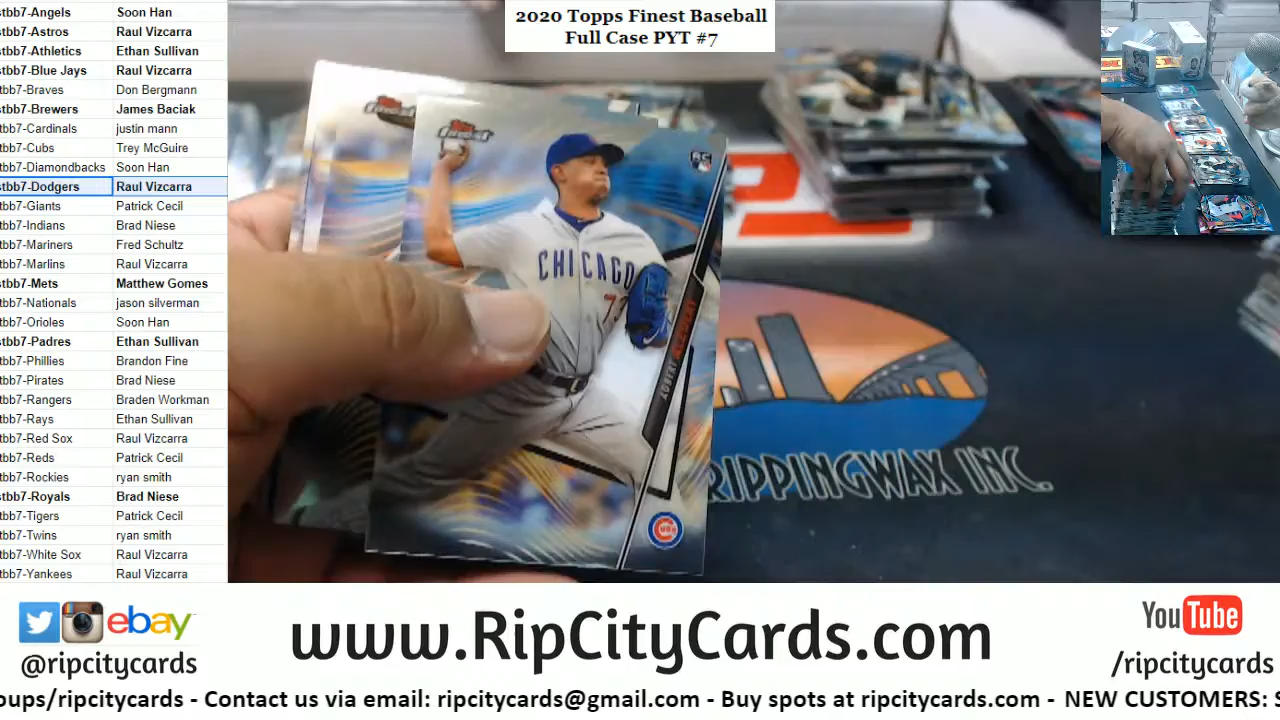 2020 Topps Finest Baseball
Full Case PYT #7
tbb7-Angels Soon Han
tbb7-Astros Raul Vizcarra
tbb7-Athletics Ethan Sullivan
tbb7-Blue Jays Raul Vizcarra
tbb7-Braves Don Bergmann
tbb7-Brewers James Baciak
tbb7-Cardinals justin mann
tbb7-Cubs Trey McGuire
tbb7-Diamondbacks Soon Han
tbb7-Dodgers Raul Vizcarra
tbb7-Giants Patrick Cecil
tbb7-Indians Brad Niese
tbb7-Mariners Fred Schultz
tbb7-Marlins Raul Vizcarra
tbb7-Mets Matthew Gomes
tbb7-Nationals jason silverman
tbb7-Orioles Soon Han
tbb7-Padres Ethan Sullivan
tbb7-Phillies Brandon Fine
tbb7-Pirates Brad Niese
tbb7-Rangers Braden Workman
tbb7-Rays Ethan Sullivan
tbb7-Red Sox Raul Vizcarra
tbb7-Reds Patrick Cecil
tbb7-Rockies ryan smith
tbb7-Royals Brad Niese
tbb7-Tigers Patrick Cecil
tbb7-Twins ryan smith
tbb7-White Sox Raul Vizcarra
tbb7-Yankees Raul Vizcarra
Topps
finest
RC
CHICAGO
73
ADBERT ALZOLAY
CUBS
RIPPINGWAX INC.
ebay
@ripcitycards
www.RipCityCards.com
YouTube
/ripcitycards
oups/ripcitycards - Contact us via email: ripcitycards@gmail.com - Buy spots at ripcitycards.com - NEW CUSTOMERS: S